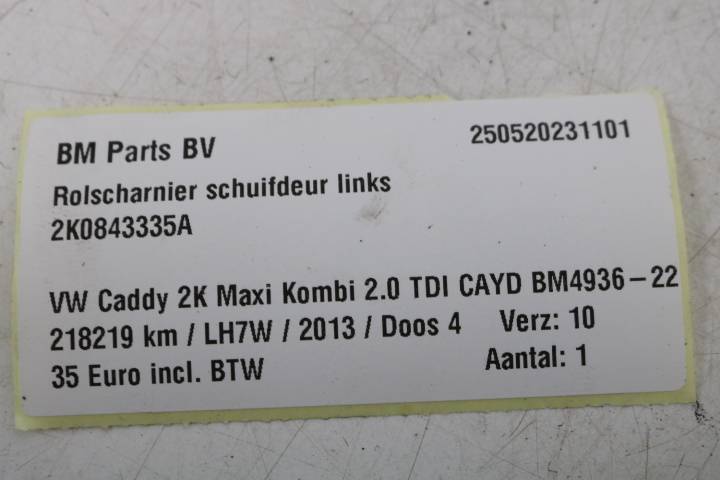 BM Parts BV 250520231101
Rolscharnier schuifdeur links
2K0843335A
VW Caddy 2K Maxi Kombi 2.0 TDI CAYD BM4936-22
218219 km / LH7W / 2013 / Doos 4 Verz: 10
35 Euro incl. BTW Aantal: 1